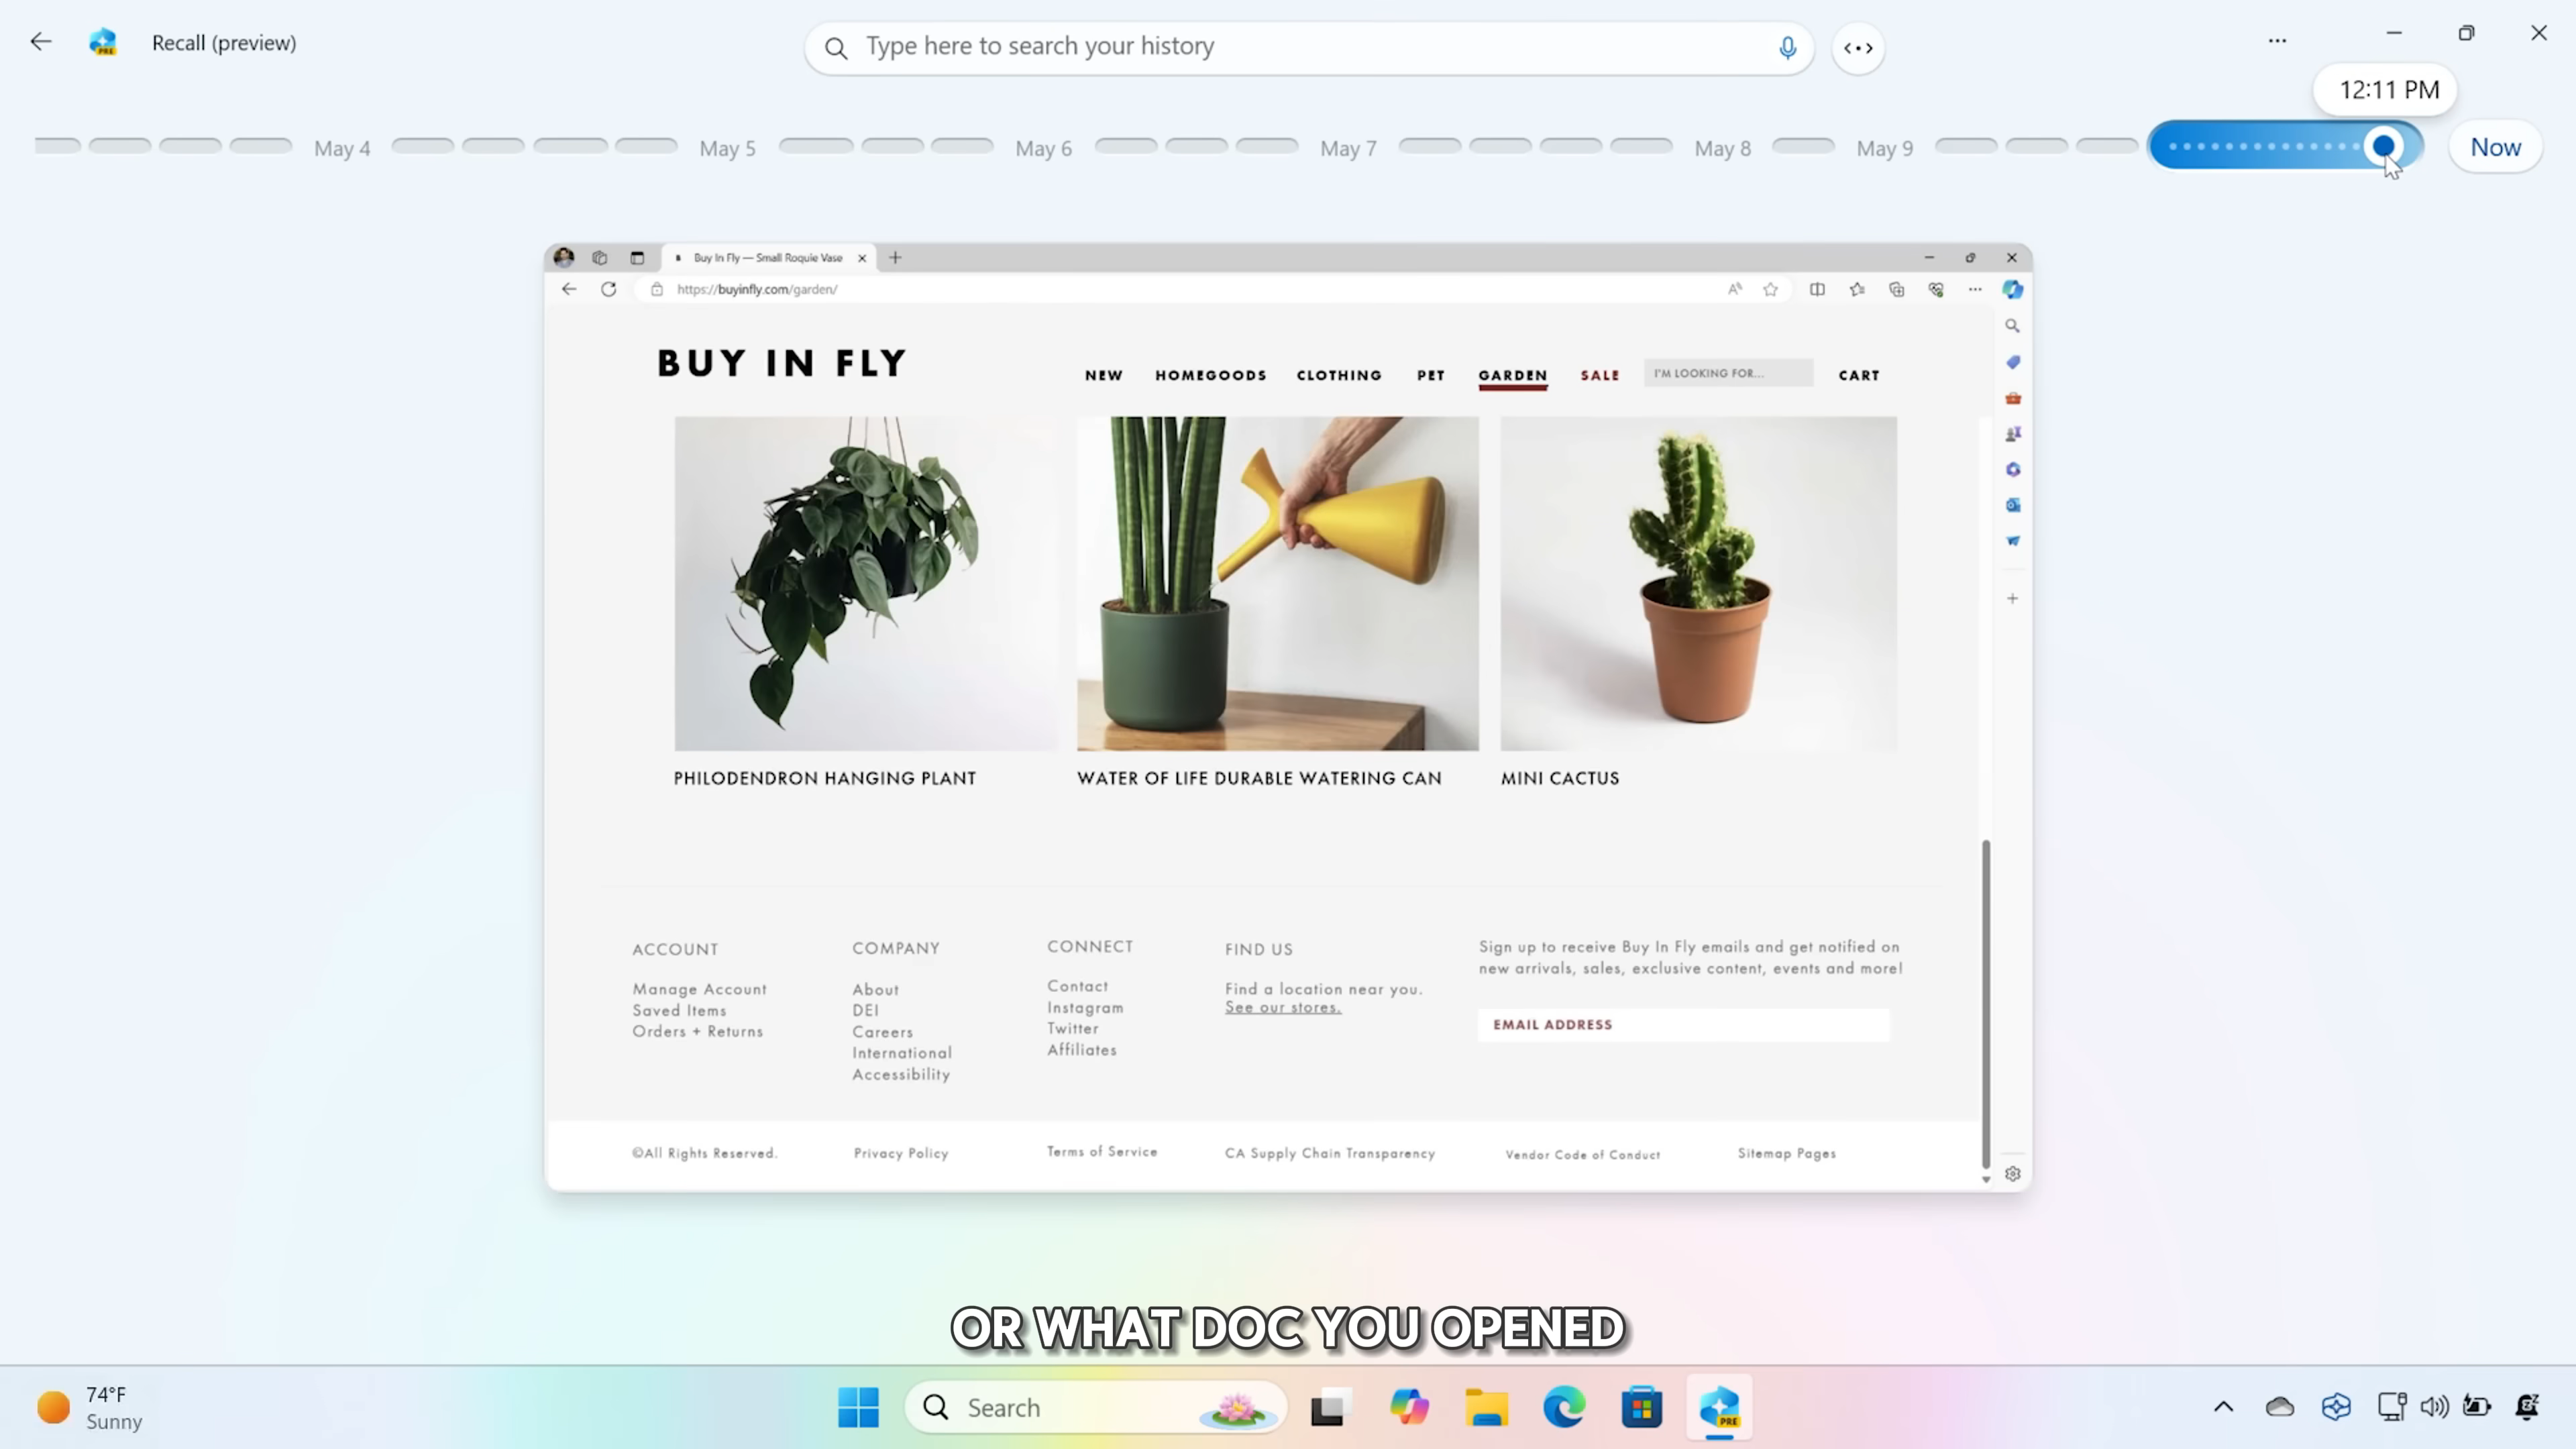 Recall (preview)
Type here to search your history
12:11 PM
May 4
May 5
May 6
May 7
May 8
May 9
Now
Buy In Fly — Small Roquie Vase
https://buyinfly.com/garden/
BUY IN FLY
NEW
HOMEGOODS
CLOTHING
PET
GARDEN
SALE
I'M LOOKING FOR...
CART
PHILODENDRON HANGING PLANT
WATER OF LIFE DURABLE WATERING CAN
MINI CACTUS
ACCOUNT
Manage Account
Saved Items
Orders + Returns
COMPANY
About
DEI
Careers
International
Accessibility
CONNECT
Contact
Instagram
Twitter
Affiliates
FIND US
Find a location near you.
See our stores.
Sign up to receive Buy In Fly emails and get notified on
new arrivals, sales, exclusive content, events and more!
EMAIL ADDRESS
©All Rights Reserved.
Privacy Policy
Terms of Service
CA Supply Chain Transparency
Vendor Code of Conduct
Sitemap Pages
OR WHAT DOC YOU OPENED
74°F
Sunny
Search
PRE